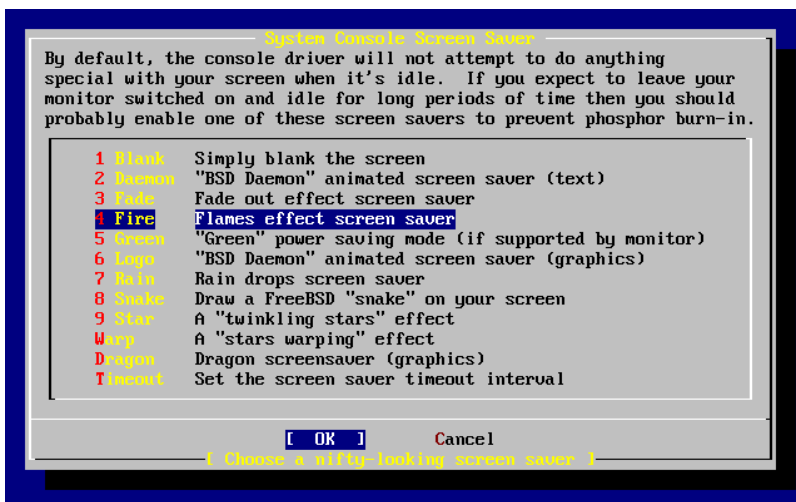 System Console Screen Saver
By default, the console driver will not attempt to do anything
special with your screen when it's idle.  If you expect to leave your
monitor switched on and idle for long periods of time then you should
probably enable one of these screen savers to prevent phosphor burn-in.
1 Blank    Simply blank the screen
2 Daemon   "BSD Daemon" animated screen saver (text)
3 Fade     Fade out effect screen saver
4 Fire     Flames effect screen saver
5 Green    "Green" power saving mode (if supported by monitor)
6 Logo     "BSD Daemon" animated screen saver (graphics)
7 Rain     Rain drops screen saver
8 Snake    Draw a FreeBSD "snake" on your screen
9 Star     A "twinkling stars" effect
Warp       A "stars warping" effect
Dragon     Dragon screensaver (graphics)
Timeout    Set the screen saver timeout interval
[  OK  ]       Cancel
[ Choose a nifty-looking screen saver ]